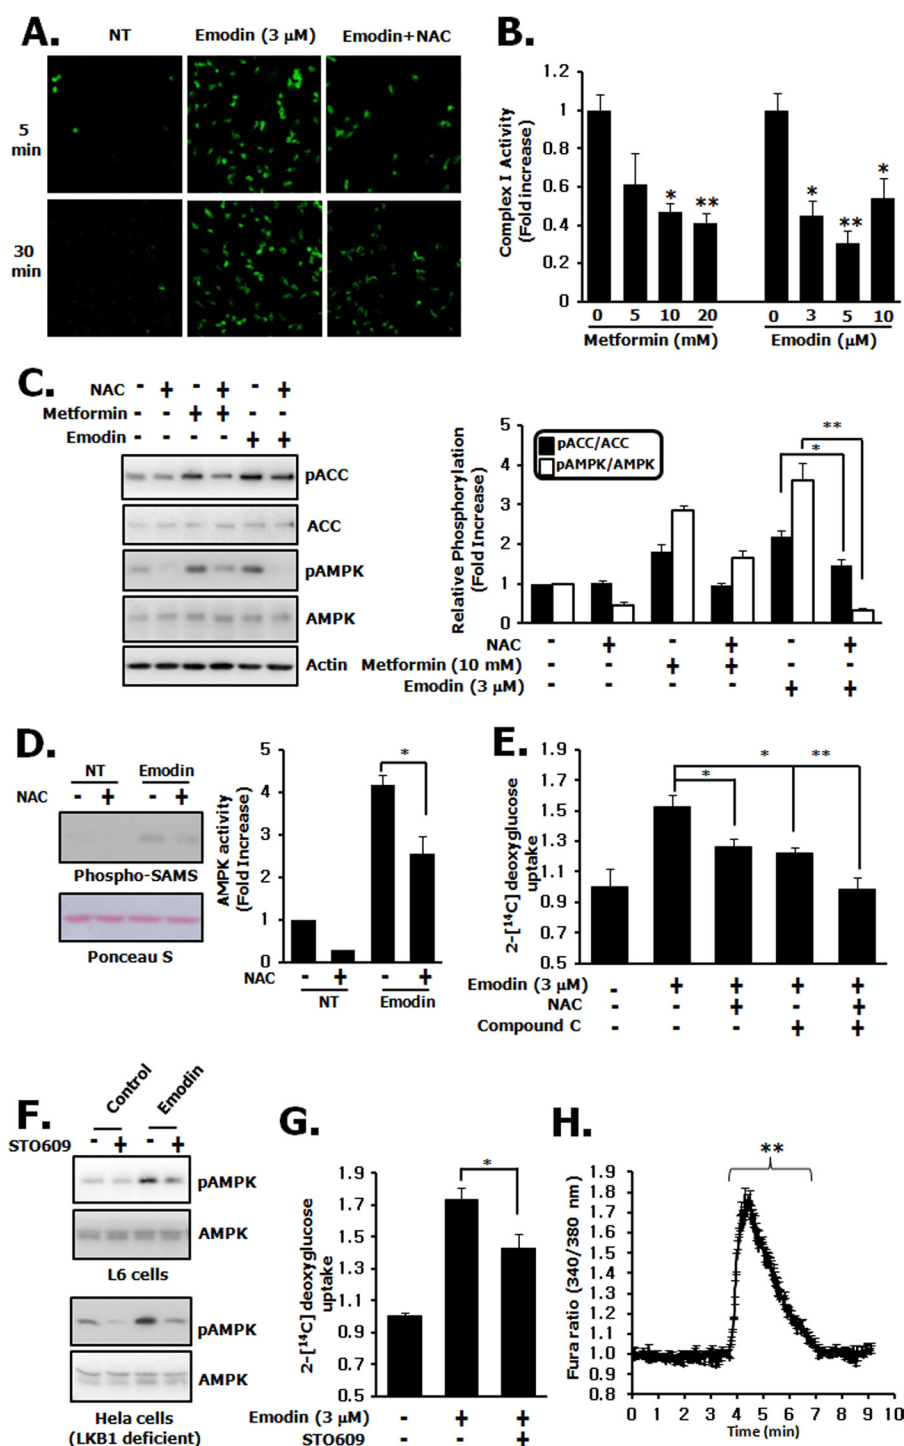 A.
NT
Emodin (3 μM)
Emodin+NAC
5
min
30
min
B.
Complex I Activity
(Fold increase)
1.2
1
0.8
0.6
0.4
0.2
0
*
**
*
**
*
0 5 10 20
0 3 5 10
Metformin (mM)
Emodin (μM)
C.
NAC - + - + - +
Metformin - - + + - -
Emodin - - - - + +
pACC
ACC
pAMPK
AMPK
Actin
Relative Phosphorylation
(Fold Increase)
5
4
3
2
1
0
pACC/ACC
pAMPK/AMPK
**
*
NAC - + - + - +
Metformin (10 mM) - - + + - -
Emodin (3 μM) - - - - + +
D.
NT
Emodin
NAC - + - +
Phospho-SAMS
Ponceau S
AMPK activity
(Fold Increase)
5
4
3
2
1
0
*
NAC - + - +
NT
Emodin
E.
2-[¹⁴C] deoxyglucose
uptake
1.9
1.7
1.5
1.3
1.1
0.9
0.7
0.5
*
*
**
Emodin (3 μM) - + + + +
NAC - - + - +
Compound C - - - + +
F.
Control
Emodin
STO609 - + - +
pAMPK
AMPK
L6 cells
pAMPK
AMPK
Hela cells
(LKB1 deficient)
G.
2-[¹⁴C] deoxyglucose
uptake
1.9
1.7
1.5
1.3
1.1
0.9
0.7
0.5
*
Emodin (3 μM) - + +
STO609 - - +
H.
Fura ratio (340/380 nm)
1.9
1.8
1.7
1.6
1.5
1.4
1.3
1.2
1.1
1.0
0.9
0.8
**
0 1 2 3 4 5 6 7 8 9 10
Time (min)